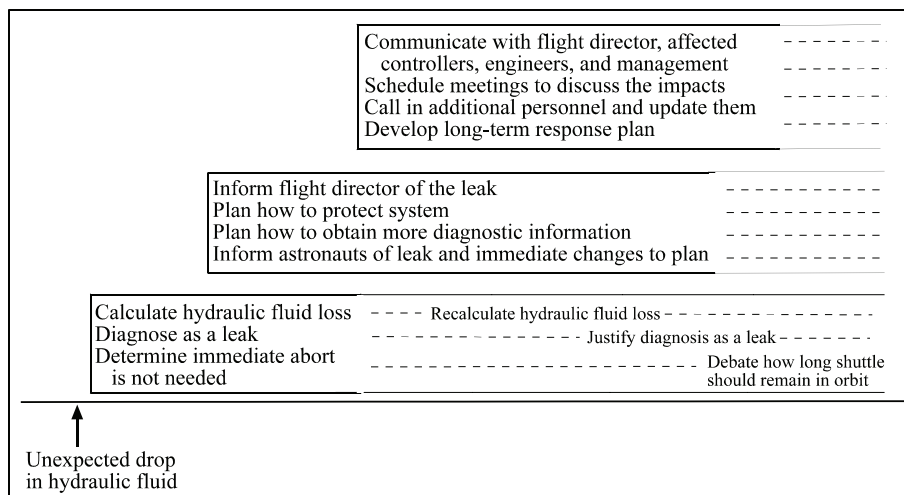 Communicate with flight director, affected
controllers, engineers, and management
Schedule meetings to discuss the impacts
Call in additional personnel and update them
Develop long-term response plan
Inform flight director of the leak
Plan how to protect system
Plan how to obtain more diagnostic information
Inform astronauts of leak and immediate changes to plan
Calculate hydraulic fluid loss
Recalculate hydraulic fluid loss
Diagnose as a leak
Justify diagnosis as a leak
Determine immediate abort
is not needed
Debate how long shuttle
should remain in orbit
Unexpected drop
in hydraulic fluid